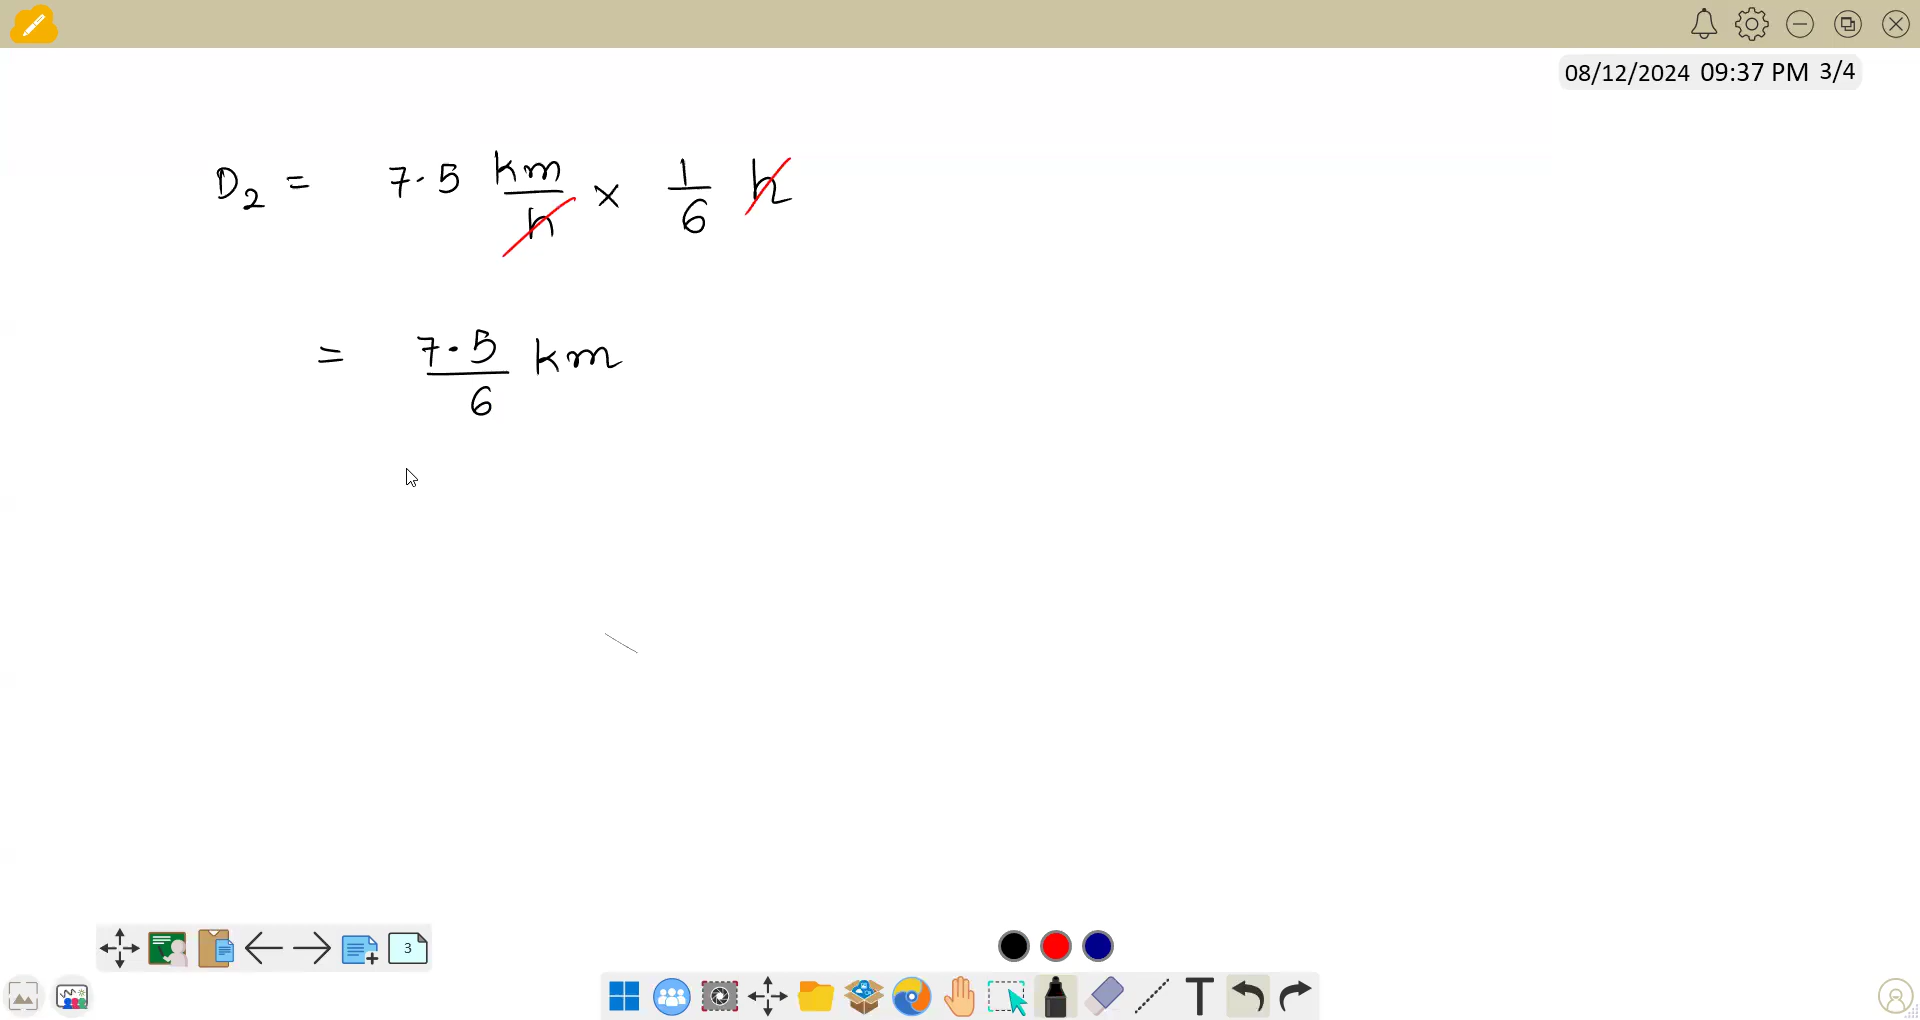 08/12/2024 09:37 PM 3/4
D₂ = 7.5 km/h × 1/6 h
= 7.5/6 km
3
T